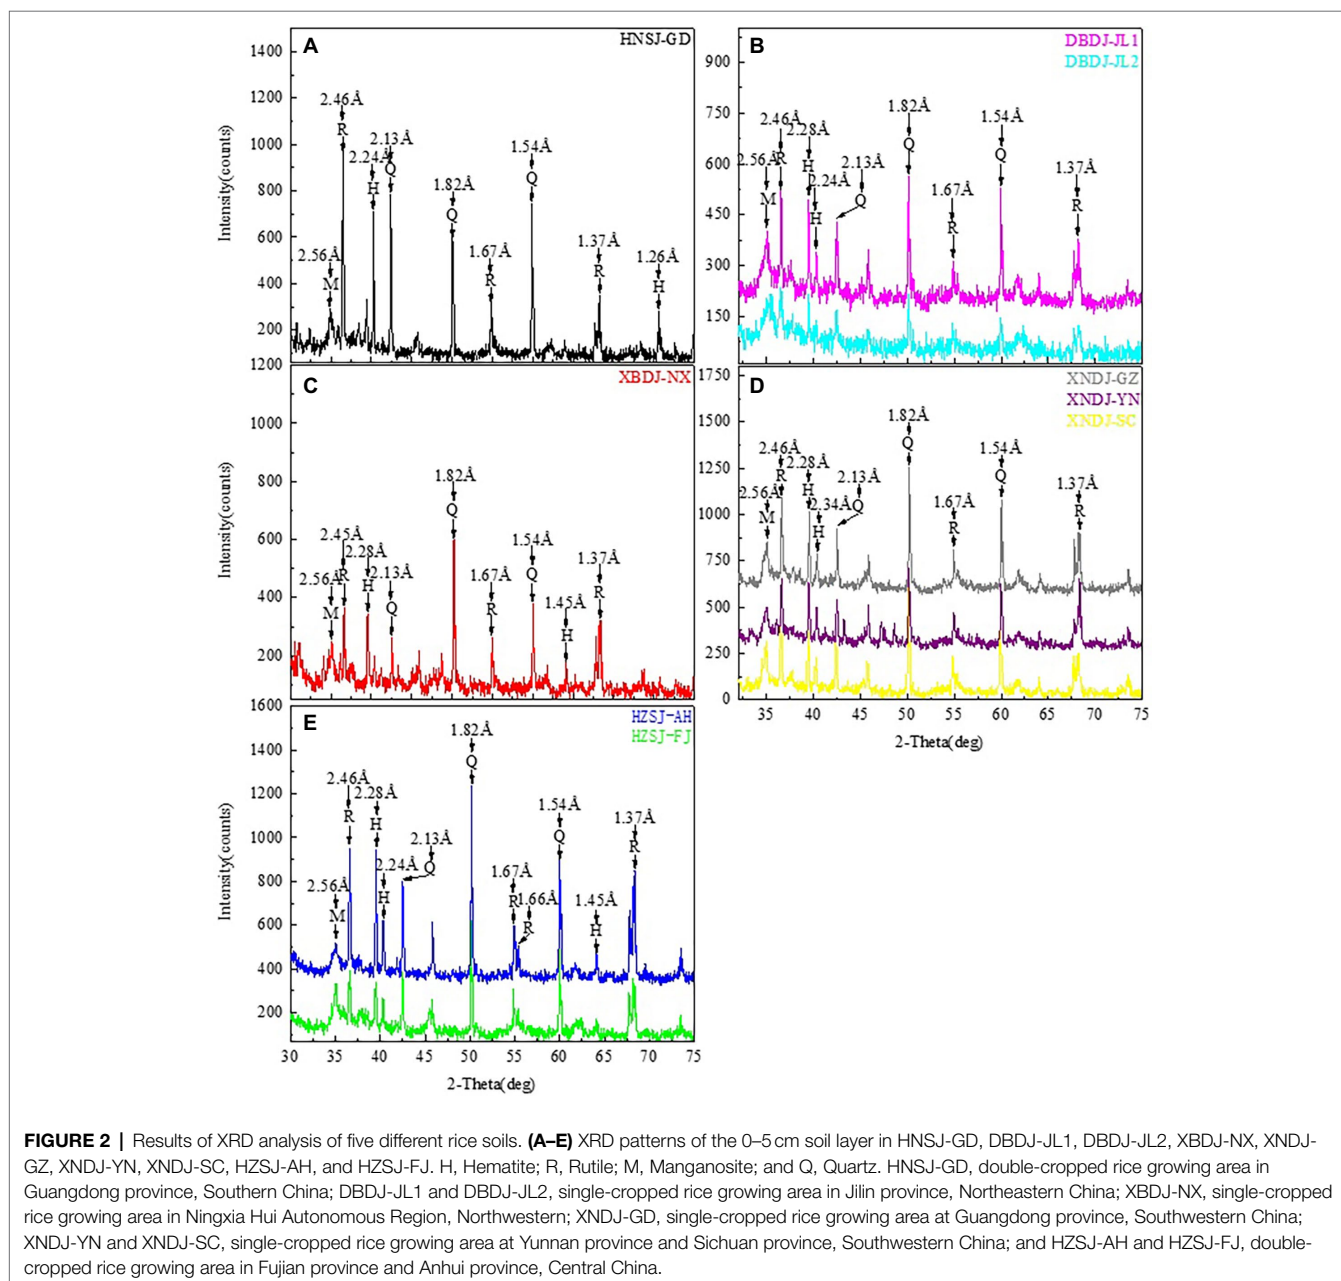 A
HNSJ-GD
Intensity(counts)
1400
1200
1000
800
600
400
200
2.56Å
M
2.46Å
R
2.24Å
H
2.13Å
Q
1.82Å
Q
1.67Å
R
1.54Å
Q
1.37Å
R
1.26Å
H
B
DBDJ-JL1
DBDJ-JL2
900
750
600
450
300
150
2.56Å
M
2.46Å
R
2.28Å
H
2.24Å
H
2.13Å
Q
1.82Å
Q
1.67Å
R
1.54Å
Q
1.37Å
R
C
XBDJ-NX
Intensity(counts)
1200
1000
800
600
400
200
2.56Å
M
2.45Å
R
2.28Å
H
2.13Å
Q
1.82Å
Q
1.67Å
R
1.54Å
Q
1.45Å
H
1.37Å
R
D
XNDJ-GZ
XNDJ-YN
XNDJ-SC
1750
1500
1250
1000
750
500
250
0
2.56Å
M
2.46Å
R
2.28Å
H
2.34Å
H
2.13Å
Q
1.82Å
Q
1.67Å
R
1.54Å
Q
1.37Å
R
35 40 45 50 55 60 65 70 75
2-Theta(deg)
E
HZSJ-AH
HZSJ-FJ
Intensity(counts)
1600
1400
1200
1000
800
600
400
200
2.56Å
M
2.46Å
R
2.28Å
H
2.24Å
H
2.13Å
Q
1.82Å
Q
1.67Å
R
1.66Å
R
1.54Å
Q
1.45Å
H
1.37Å
R
30 35 40 45 50 55 60 65 70 75
2-Theta(deg)
FIGURE 2 | Results of XRD analysis of five different rice soils. (A–E) XRD patterns of the 0–5 cm soil layer in HNSJ-GD, DBDJ-JL1, DBDJ-JL2, XBDJ-NX, XNDJ-
GZ, XNDJ-YN, XNDJ-SC, HZSJ-AH, and HZSJ-FJ. H, Hematite; R, Rutile; M, Manganosite; and Q, Quartz. HNSJ-GD, double-cropped rice growing area in
Guangdong province, Southern China; DBDJ-JL1 and DBDJ-JL2, single-cropped rice growing area in Jilin province, Northeastern China; XBDJ-NX, single-cropped
rice growing area in Ningxia Hui Autonomous Region, Northwestern; XNDJ-GD, single-cropped rice growing area at Guangdong province, Southwestern China;
XNDJ-YN and XNDJ-SC, single-cropped rice growing area at Yunnan province and Sichuan province, Southwestern China; and HZSJ-AH and HZSJ-FJ, double-
cropped rice growing area in Fujian province and Anhui province, Central China.